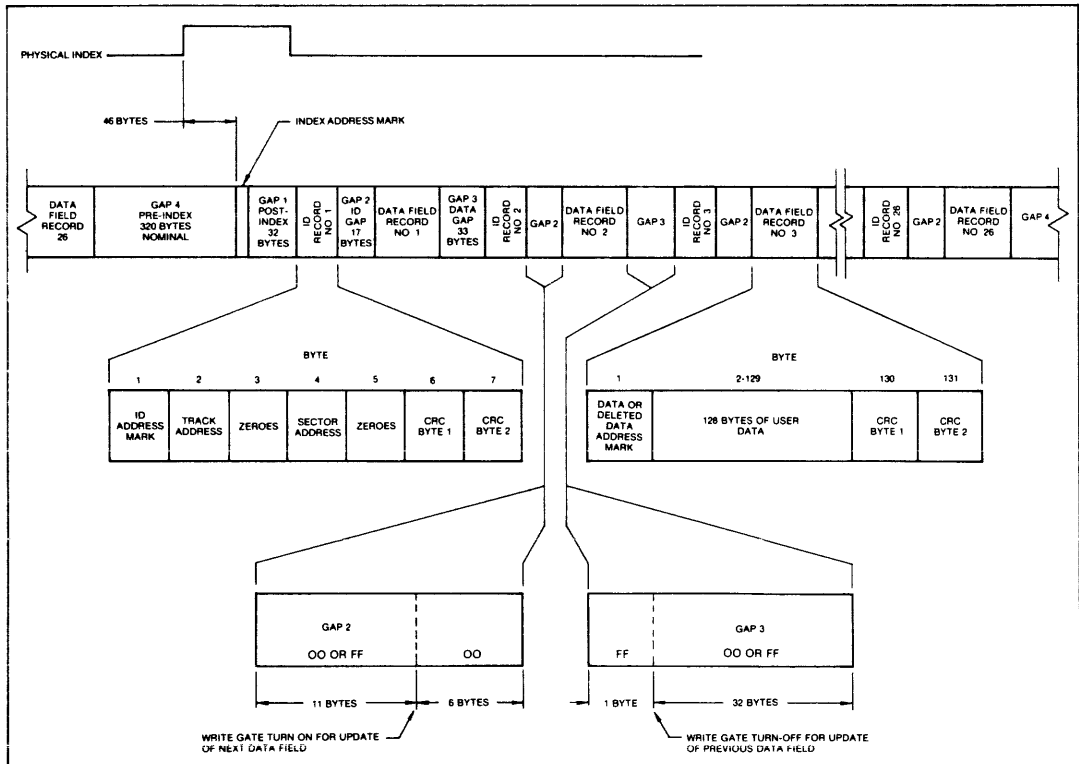 PHYSICAL INDEX
46 BYTES
INDEX ADDRESS MARK
DATA
FIELD
RECORD
26
GAP 4
PRE-INDEX
320 BYTES
NOMINAL
GAP 1
POST-
INDEX
32
BYTES
ID
RECORD
NO. 1
GAP 2
ID
GAP
17
BYTES
DATA FIELD
RECORD
NO. 1
GAP 3
DATA
GAP
33
BYTES
ID
RECORD
NO. 2
GAP 2
DATA FIELD
RECORD
NO. 2
GAP 3
ID
RECORD
NO. 3
GAP 2
DATA FIELD
RECORD
NO. 3
ID
RECORD
NO. 26
GAP 2
DATA FIELD
RECORD
NO. 26
GAP 4
BYTE
1 2 3 4 5 6 7
ID
ADDRESS
MARK
TRACK
ADDRESS
ZEROES
SECTOR
ADDRESS
ZEROES
CRC
BYTE 1
CRC
BYTE 2
BYTE
1 2-129 130 131
DATA OR
DELETED
DATA
ADDRESS
MARK
128 BYTES OF USER
DATA
CRC
BYTE 1
CRC
BYTE 2
GAP 2
OO OR FF
OO
11 BYTES
6 BYTES
WRITE GATE TURN ON FOR UPDATE
OF NEXT DATA FIELD
FF
GAP 3
OO OR FF
1 BYTE
32 BYTES
WRITE GATE TURN-OFF FOR UPDATE
OF PREVIOUS DATA FIELD